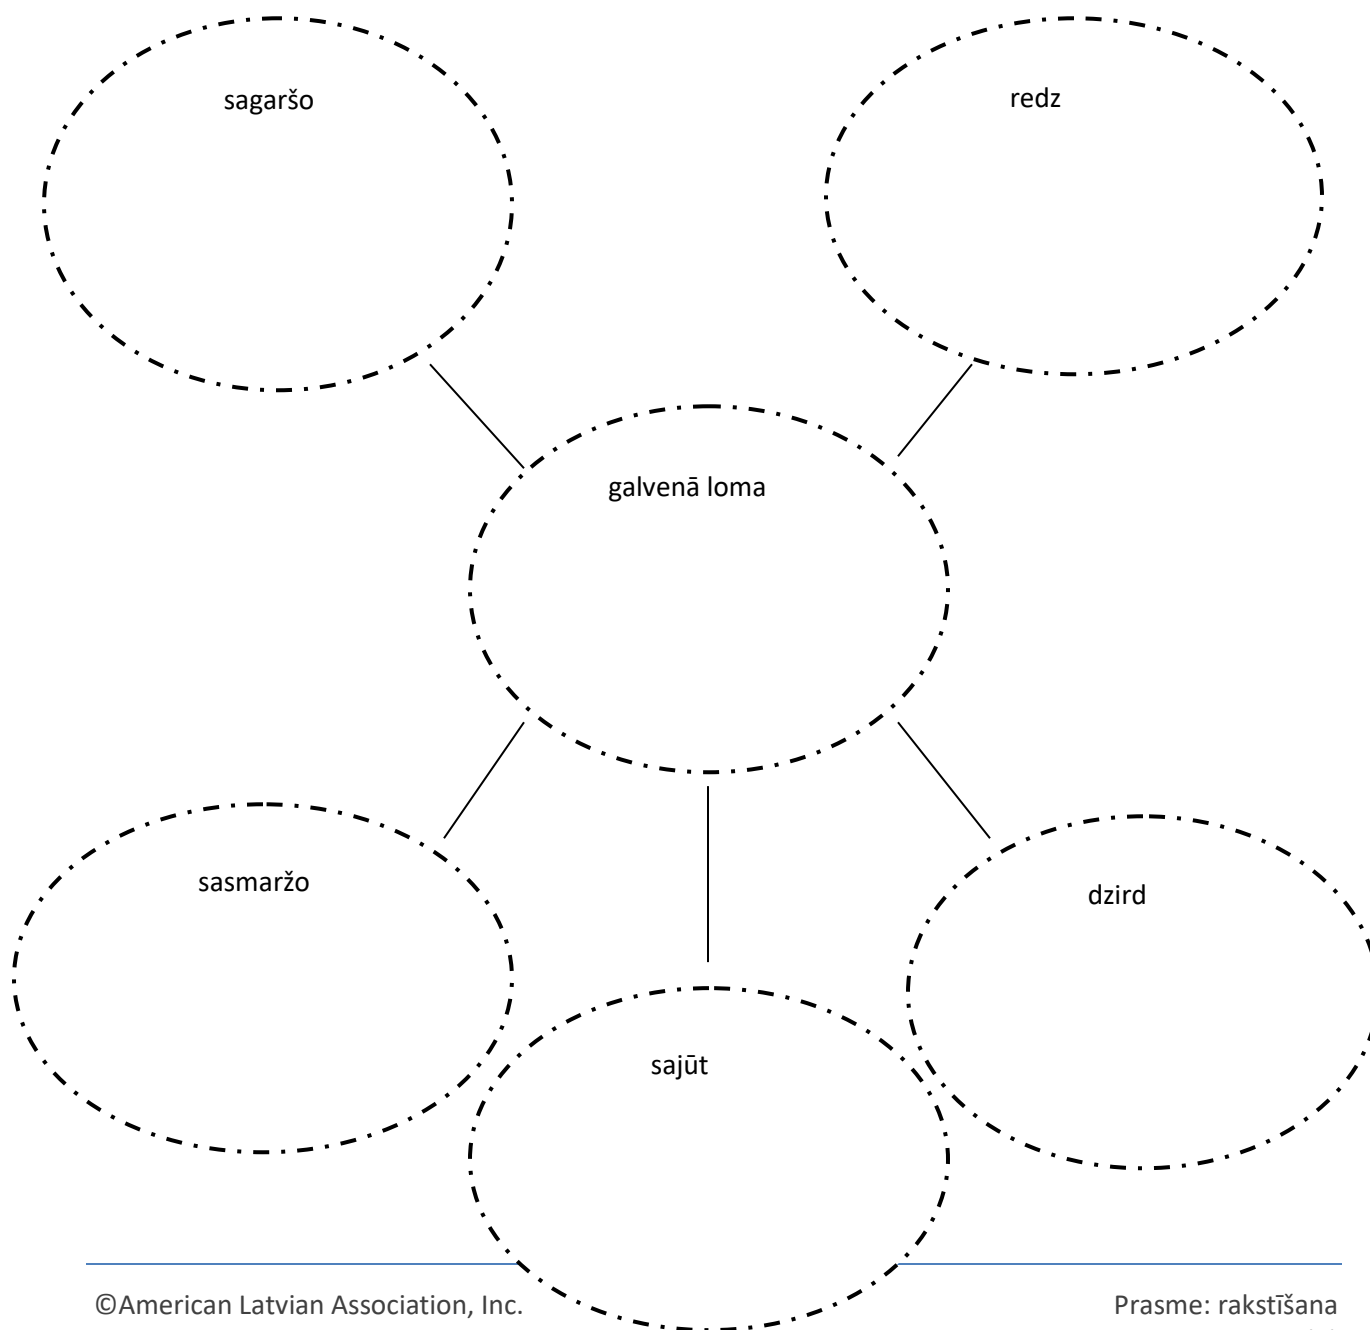 sagaršo
redz
galvenā loma
sasmaržo
dzird
sajūt
©American Latvian Association, Inc.
Prasme: rakstīšana